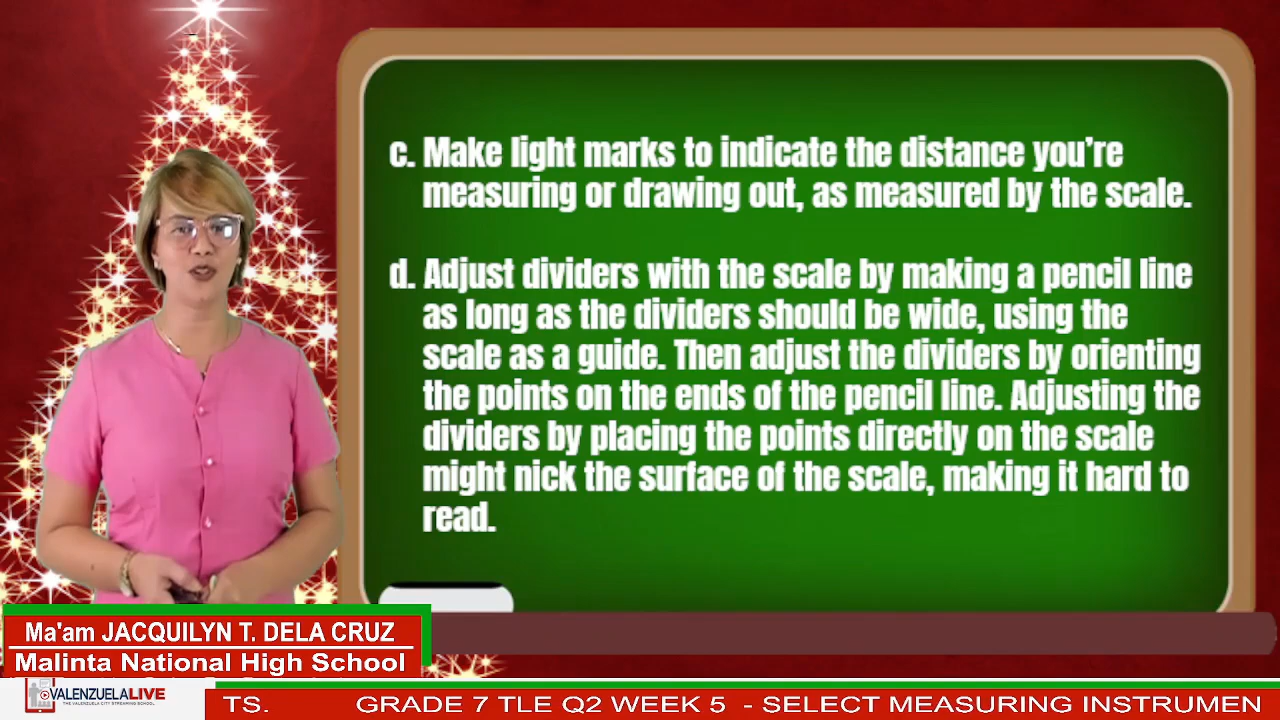 c. Make light marks to indicate the distance you're
measuring or drawing out, as measured by the scale.
d. Adjust dividers with the scale by making a pencil line
as long as the dividers should be wide, using the
scale as a guide. Then adjust the dividers by orienting
the points on the ends of the pencil line. Adjusting the
dividers by placing the points directly on the scale
might nick the surface of the scale, making it hard to
read.
Ma'am JACQUILYN T. DELA CRUZ
Malinta National High School
VALENZUELALIVE
THE VALENZUELA CITY STREAMING SCHOOL
TS. GRADE 7 TLE Q2 WEEK 5 - SELECT MEASURING INSTRUMEN